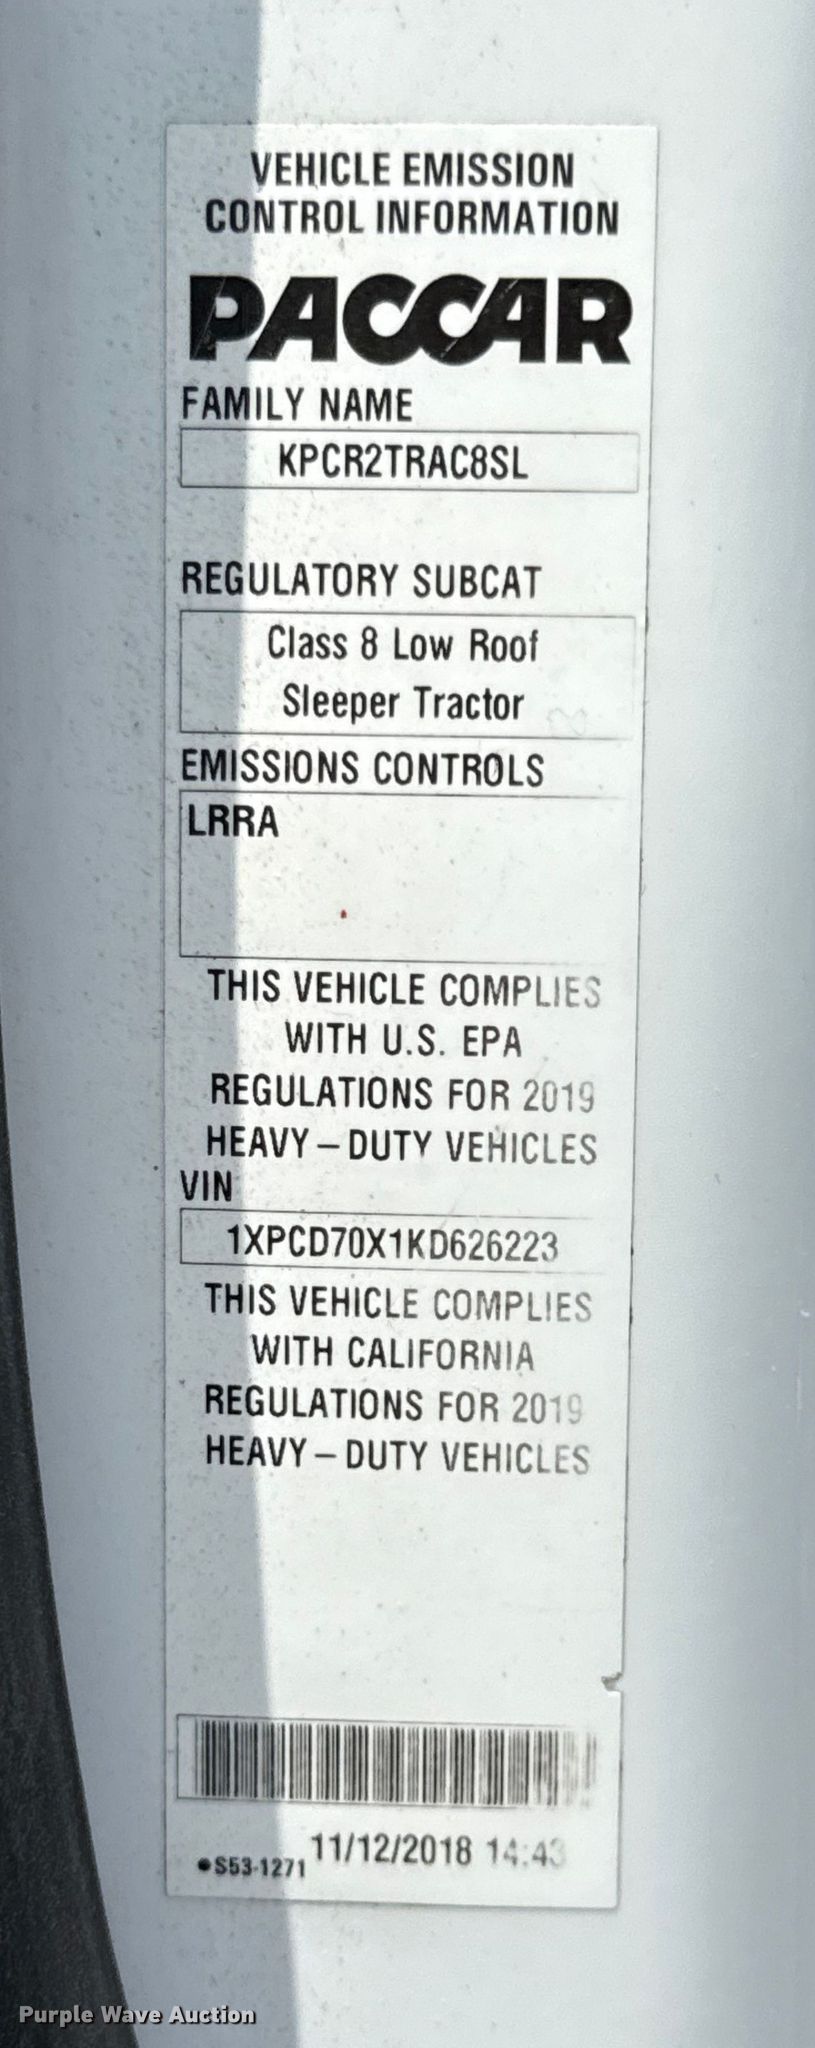 VEHICLE EMISSION
CONTROL INFORMATION
PACCAR
FAMILY NAME
KPCR2TRAC8SL
REGULATORY SUBCAT
Class 8 Low Roof
Sleeper Tractor
EMISSIONS CONTROLS
LRRA
THIS VEHICLE COMPLIES
WITH U.S. EPA
REGULATIONS FOR 2019
HEAVY–DUTY VEHICLES
VIN
1XPCD70X1KD626223
THIS VEHICLE COMPLIES
WITH CALIFORNIA
REGULATIONS FOR 2019
HEAVY–DUTY VEHICLES
●S53-1271 11/12/2018 14:43
Purple Wave Auction